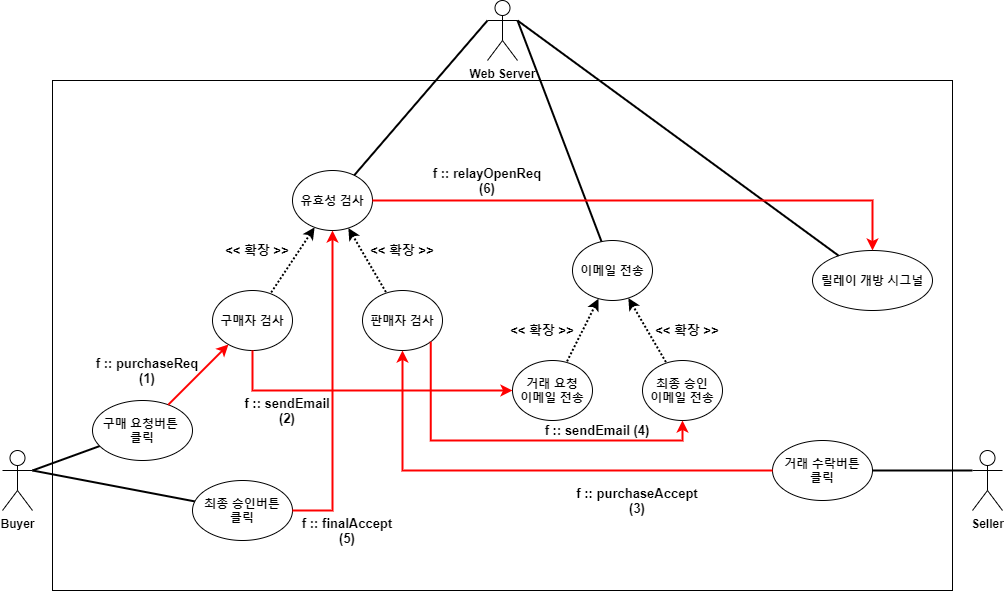 Web Server
f :: relayOpenReq
(6)
유효성 검사
<< 확장 >>
<< 확장 >>
이메일 전송
릴레이 개방 시그널
구매자 검사
판매자 검사
<< 확장 >>
<< 확장 >>
f :: purchaseReq
(1)
거래 요청
이메일 전송
최종 승인
이메일 전송
f :: sendEmail
(2)
구매 요청버튼
클릭
f :: sendEmail (4)
거래 수락버튼
클릭
f :: purchaseAccept
(3)
최종 승인버튼
클릭
f :: finalAccept
(5)
Buyer
Seller